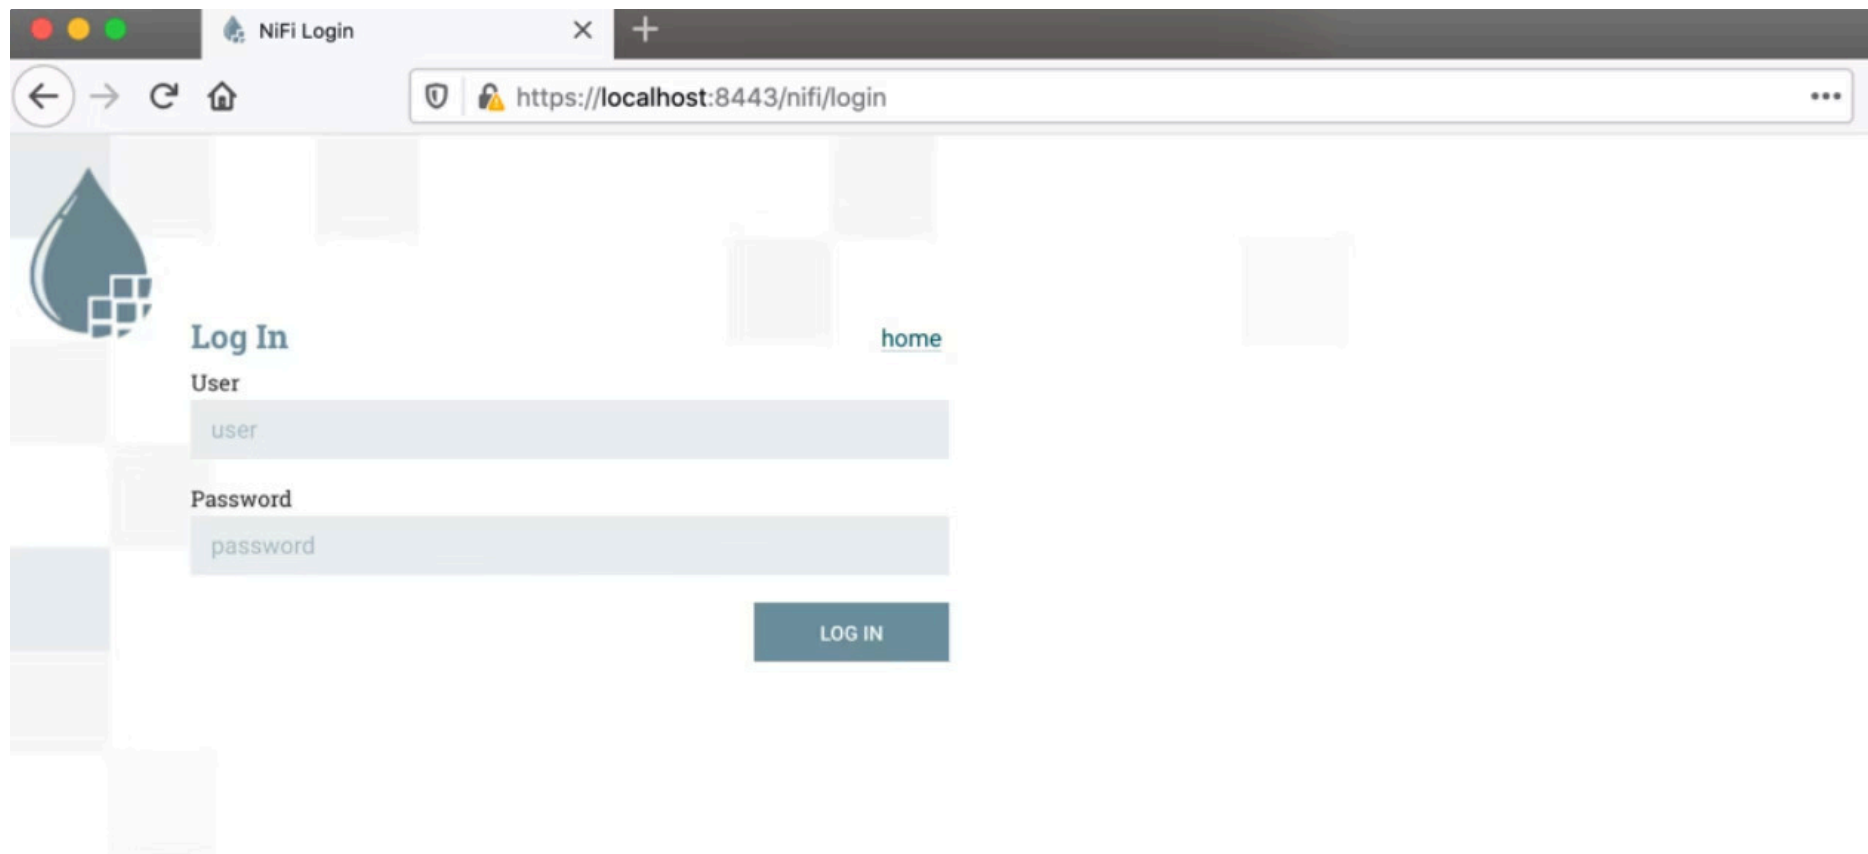 NiFi Login
https://localhost:8443/nifi/login
Log In
home
User
user
Password
password
LOG IN